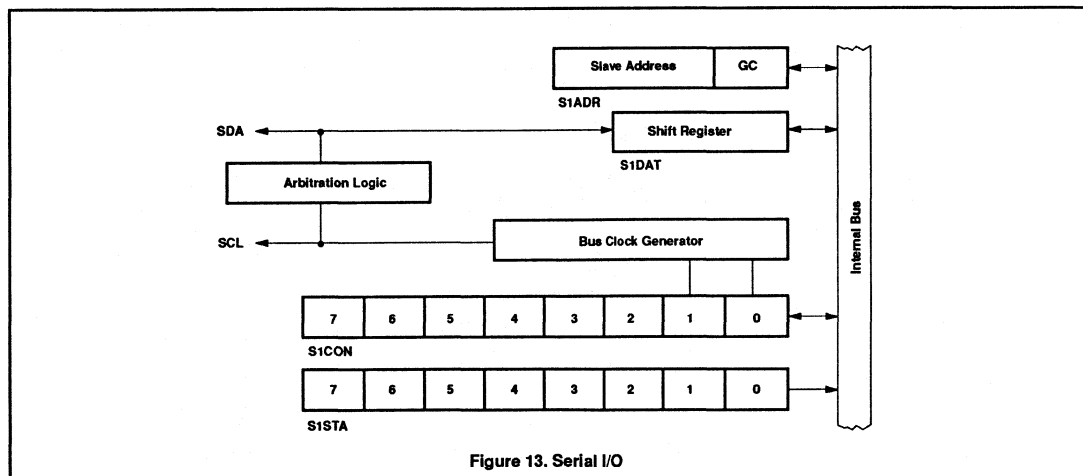 Slave Address GC
S1ADR
SDA
Shift Register
S1DAT
Arbitration Logic
SCL
Bus Clock Generator
Internal Bus
7 6 5 4 3 2 1 0
S1CON
7 6 5 4 3 2 1 0
S1STA
Figure 13. Serial I/O